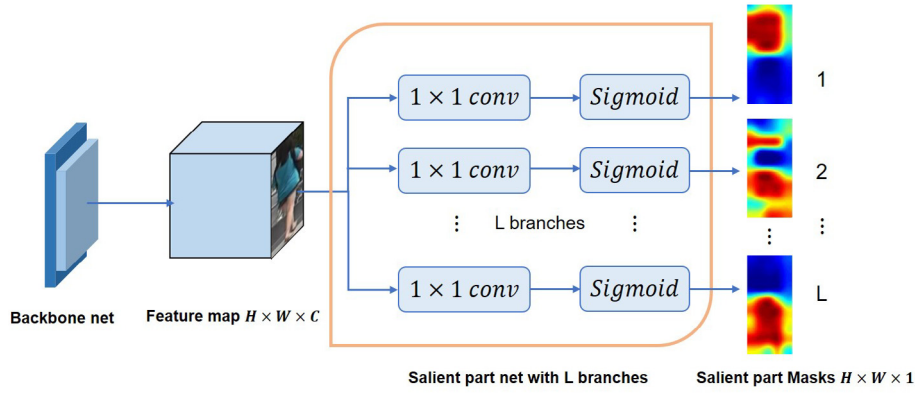 1 × 1 conv
Sigmoid
1
1 × 1 conv
Sigmoid
2
⋮ L branches ⋮
⋮ ⋮
1 × 1 conv
Sigmoid
L
Backbone net
Feature map H × W × C
Salient part net with L branches
Salient part Masks H × W × 1